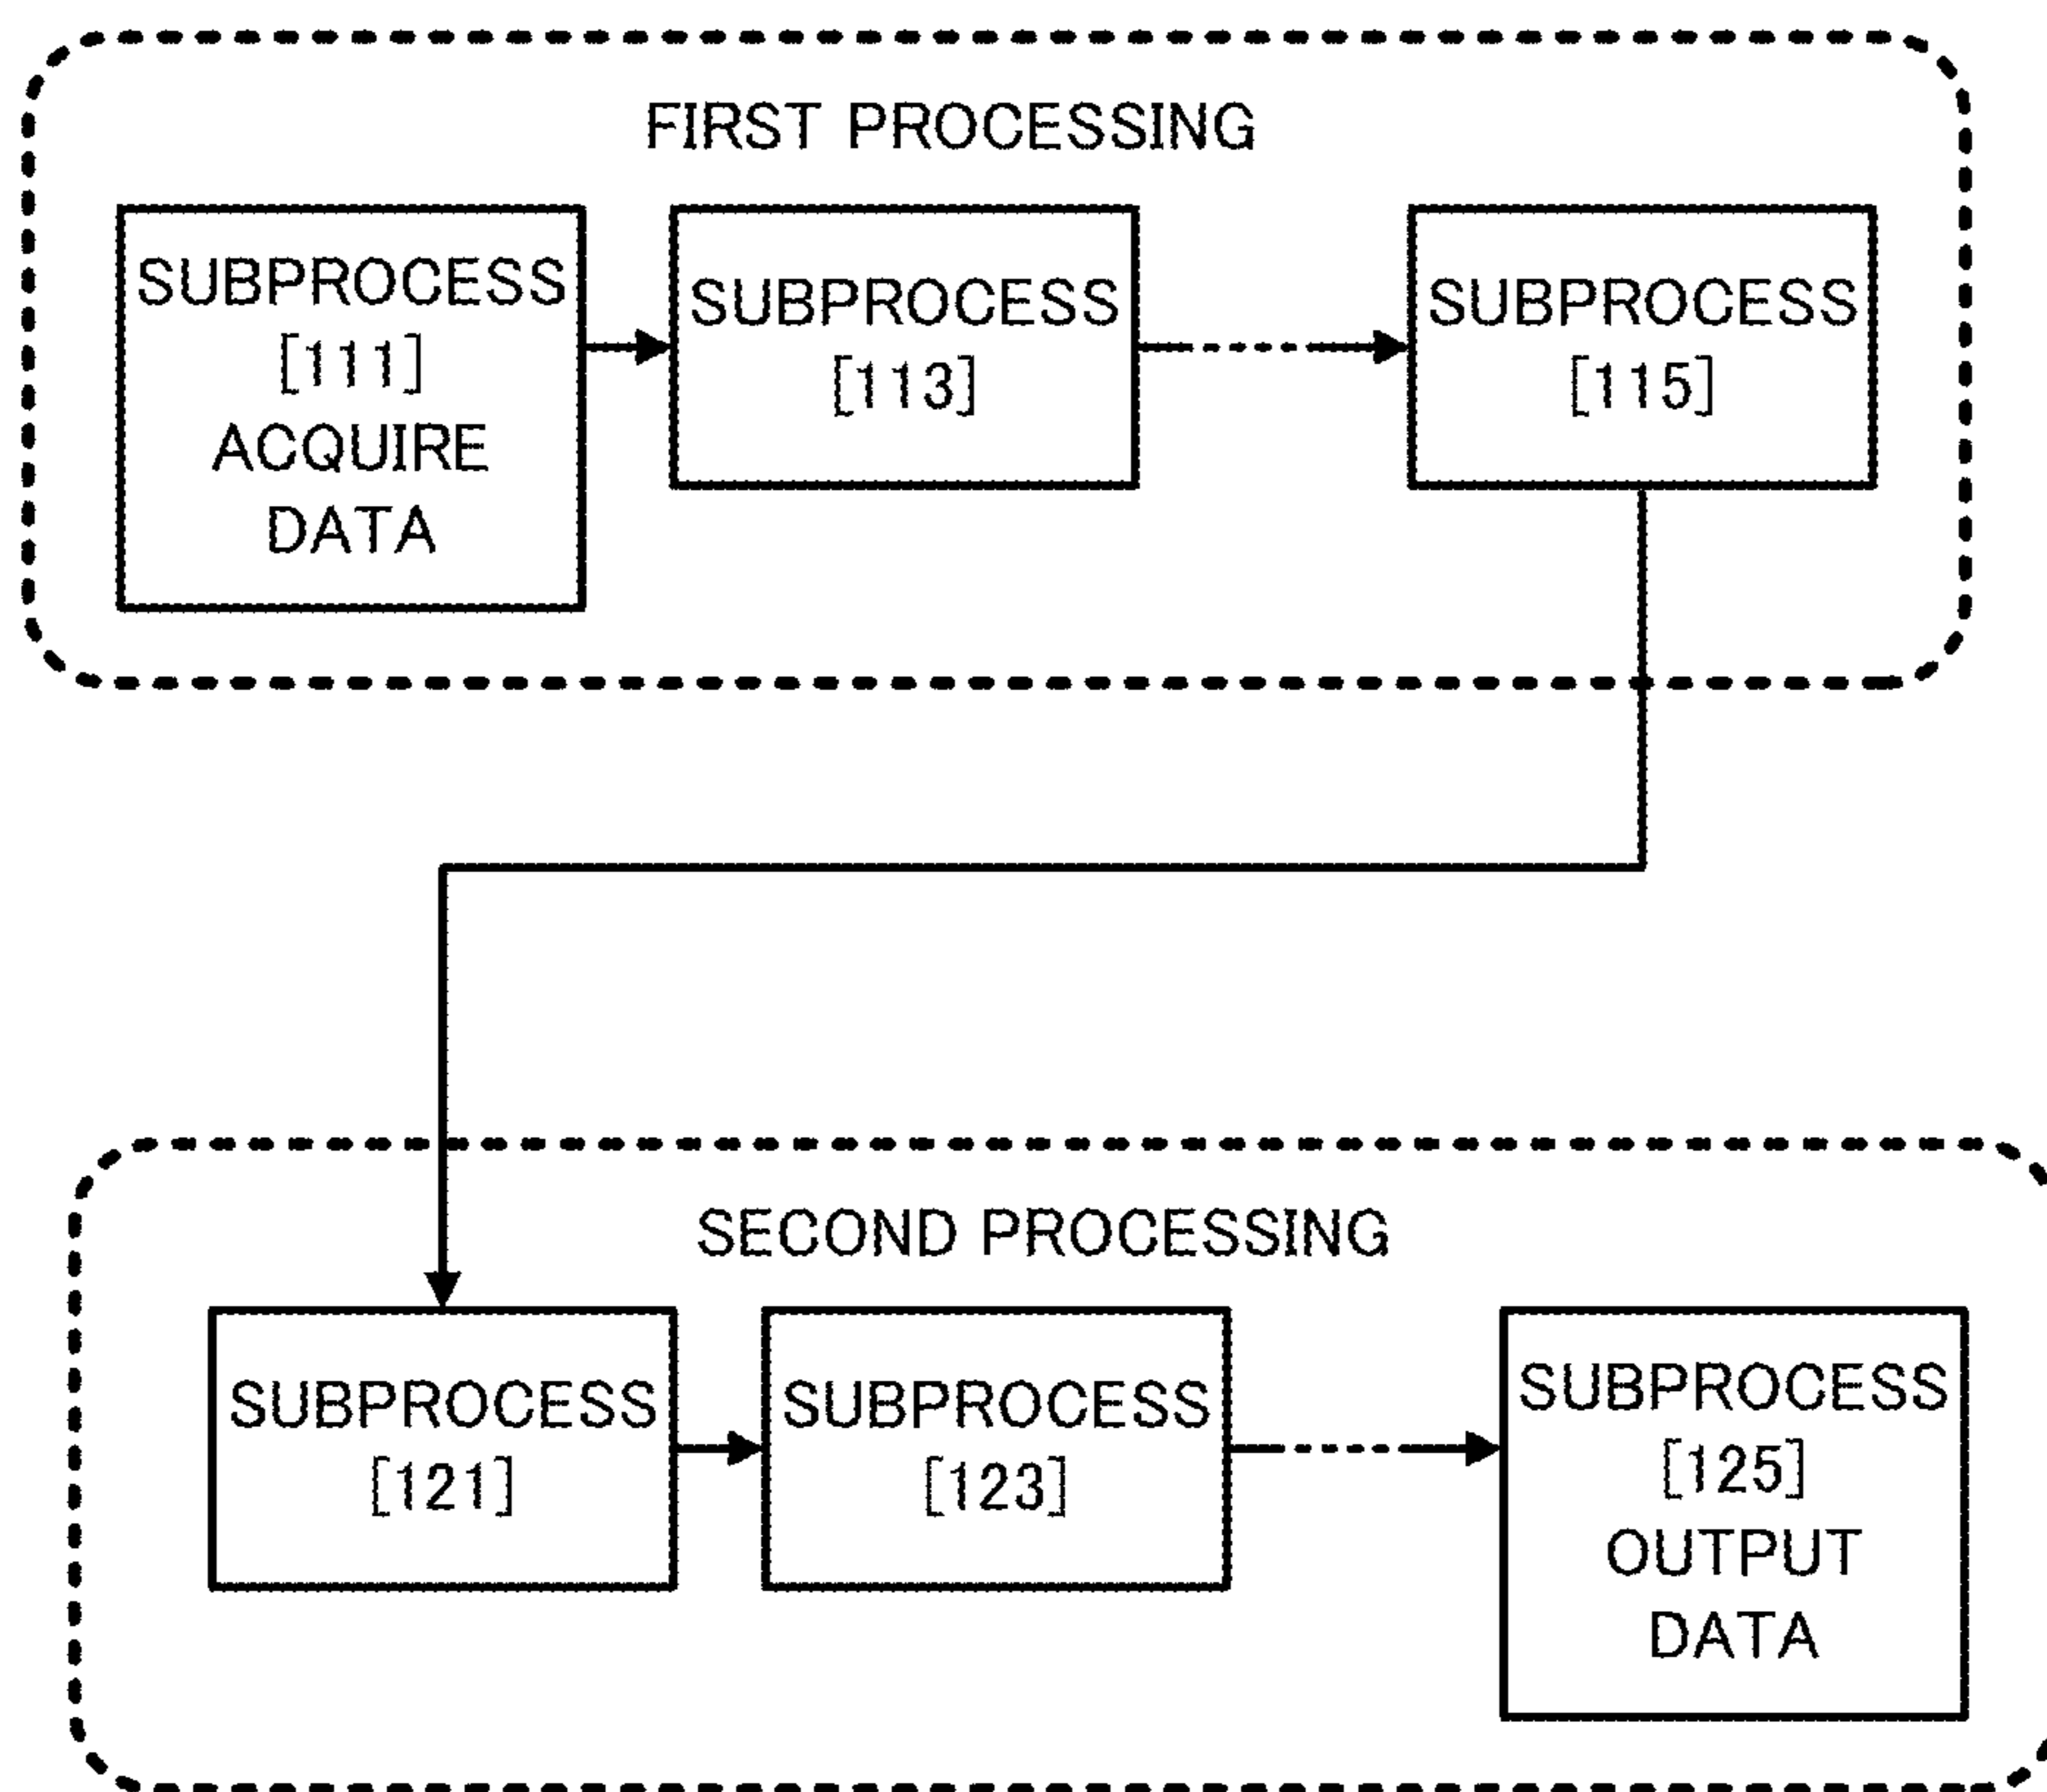 FIRST PROCESSING
SUBPROCESS
[111]
ACQUIRE
DATA
SUBPROCESS
[113]
SUBPROCESS
[115]
SECOND PROCESSING
SUBPROCESS
[121]
SUBPROCESS
[123]
SUBPROCESS
[125]
OUTPUT
DATA